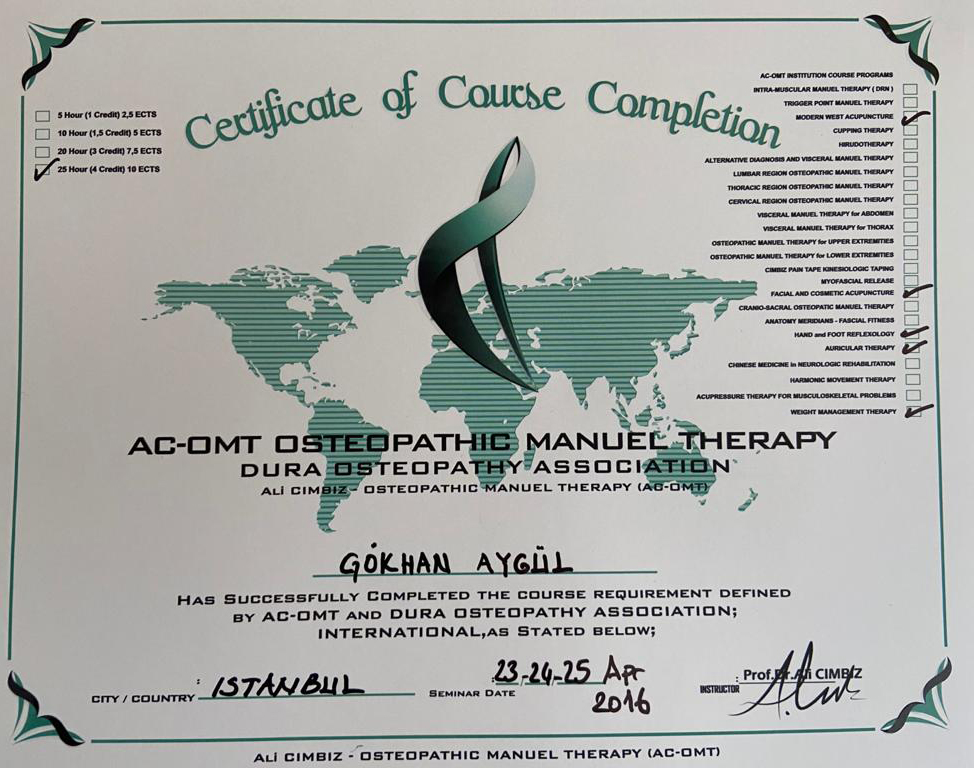 Certificate of Course Completion
5 Hour (1 Credit) 2,5 ECTS
10 Hour (1,5 Credit) 5 ECTS
20 Hour (3 Credit) 7,5 ECTS
25 Hour (4 Credit) 10 ECTS
AC-OMT INSTITUTION COURSE PROGRAMS
INTRA-MUSCULAR MANUEL THERAPY ( DRN )
TRIGGER POINT MANUEL THERAPY
MODERN WEST ACUPUNCTURE
CUPPING THERAPY
HIRUDOTHERAPY
ALTERNATIVE DIAGNOSIS AND VISCERAL MANUEL THERAPY
LUMBAR REGION OSTEOPATHIC MANUEL THERAPY
THORACIC REGION OSTEOPATHIC MANUEL THERAPY
CERVICAL REGION OSTEOPATHIC MANUEL THERAPY
VISCERAL MANUEL THERAPY for ABDOMEN
VISCERAL MANUEL THERAPY for THORAX
OSTEOPATHIC MANUEL THERAPY for UPPER EXTREMITIES
OSTEOPATHIC MANUEL THERAPY for LOWER EXTREMITIES
CIMBIZ PAIN TAPE KINESIOLOGIC TAPING
MYOFASCIAL RELEASE
FACIAL AND COSMETIC ACUPUNCTURE
CRANIO-SACRAL OSTEOPATIC MANUEL THERAPY
ANATOMY MERIDIANS - FASCIAL FITNESS
HAND and FOOT REFLEXOLOGY
AURICULAR THERAPY
CHINESE MEDICINE in NEUROLOGIC REHABILITATION
HARMONIC MOVEMENT THERAPY
ACUPRESSURE THERAPY FOR MUSCULOSKELETAL PROBLEMS
WEIGHT MANAGEMENT THERAPY
AC-OMT OSTEOPATHIC MANUEL THERAPY
DURA OSTEOPATHY ASSOCIATION
ALİ CIMBIZ - OSTEOPATHIC MANUEL THERAPY (AC-OMT)
GÖKHAN AYGÜL
HAS SUCCESSFULLY COMPLETED THE COURSE REQUIREMENT DEFINED
BY AC-OMT AND DURA OSTEOPATHY ASSOCIATION;
INTERNATIONAL,AS STATED BELOW;
CITY / COUNTRY : ISTANBUL
SEMINAR DATE : 23-24-25 Apr
2016
INSTRUCTOR : Prof.Dr.Ali CIMBIZ
ALİ CIMBIZ - OSTEOPATHIC MANUEL THERAPY (AC-OMT)